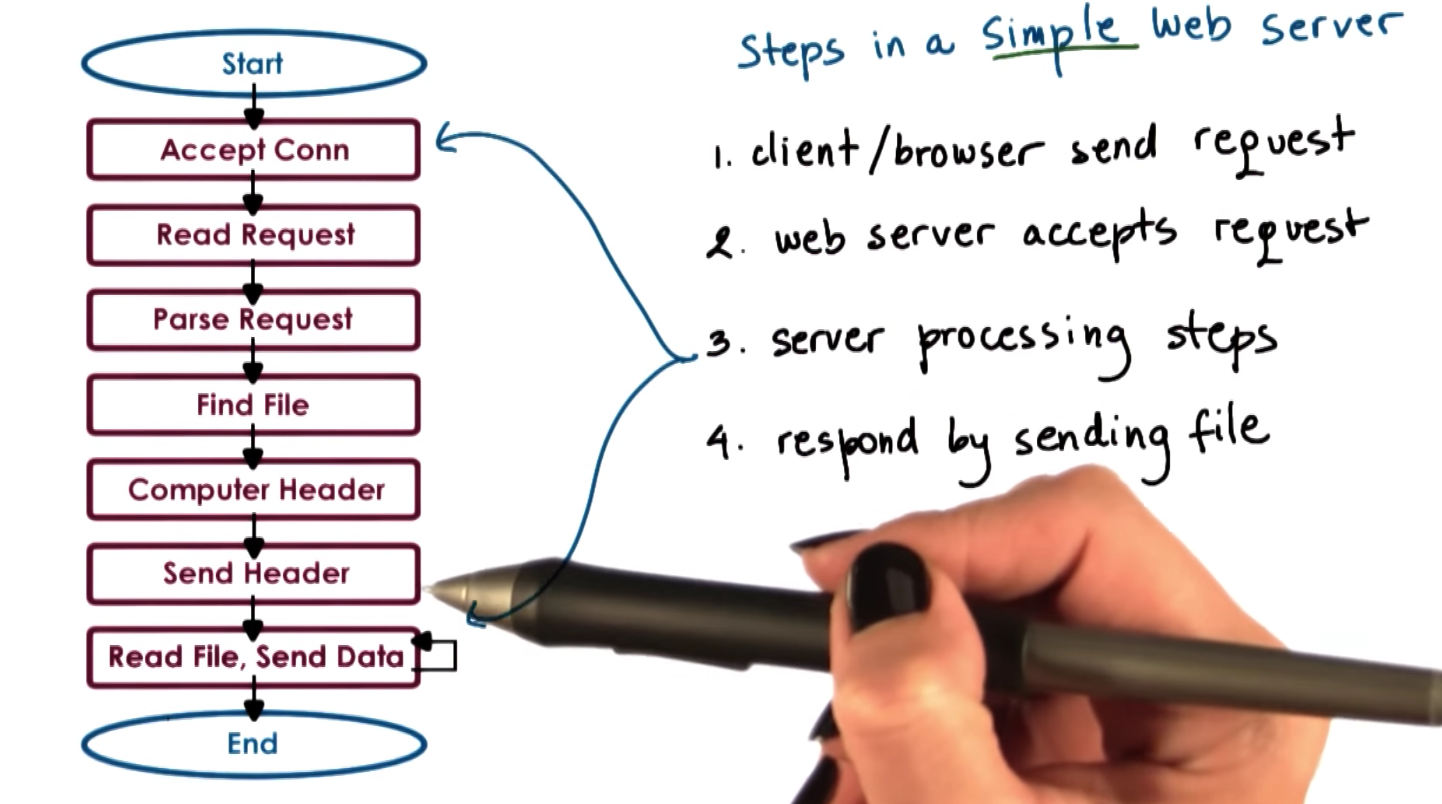 Start
Accept Conn
Read Request
Parse Request
Find File
Computer Header
Send Header
Read File, Send Data
End
Steps in a simple web server
1. client/browser send request
2. web server accepts request
3. server processing steps
4. respond by sending file